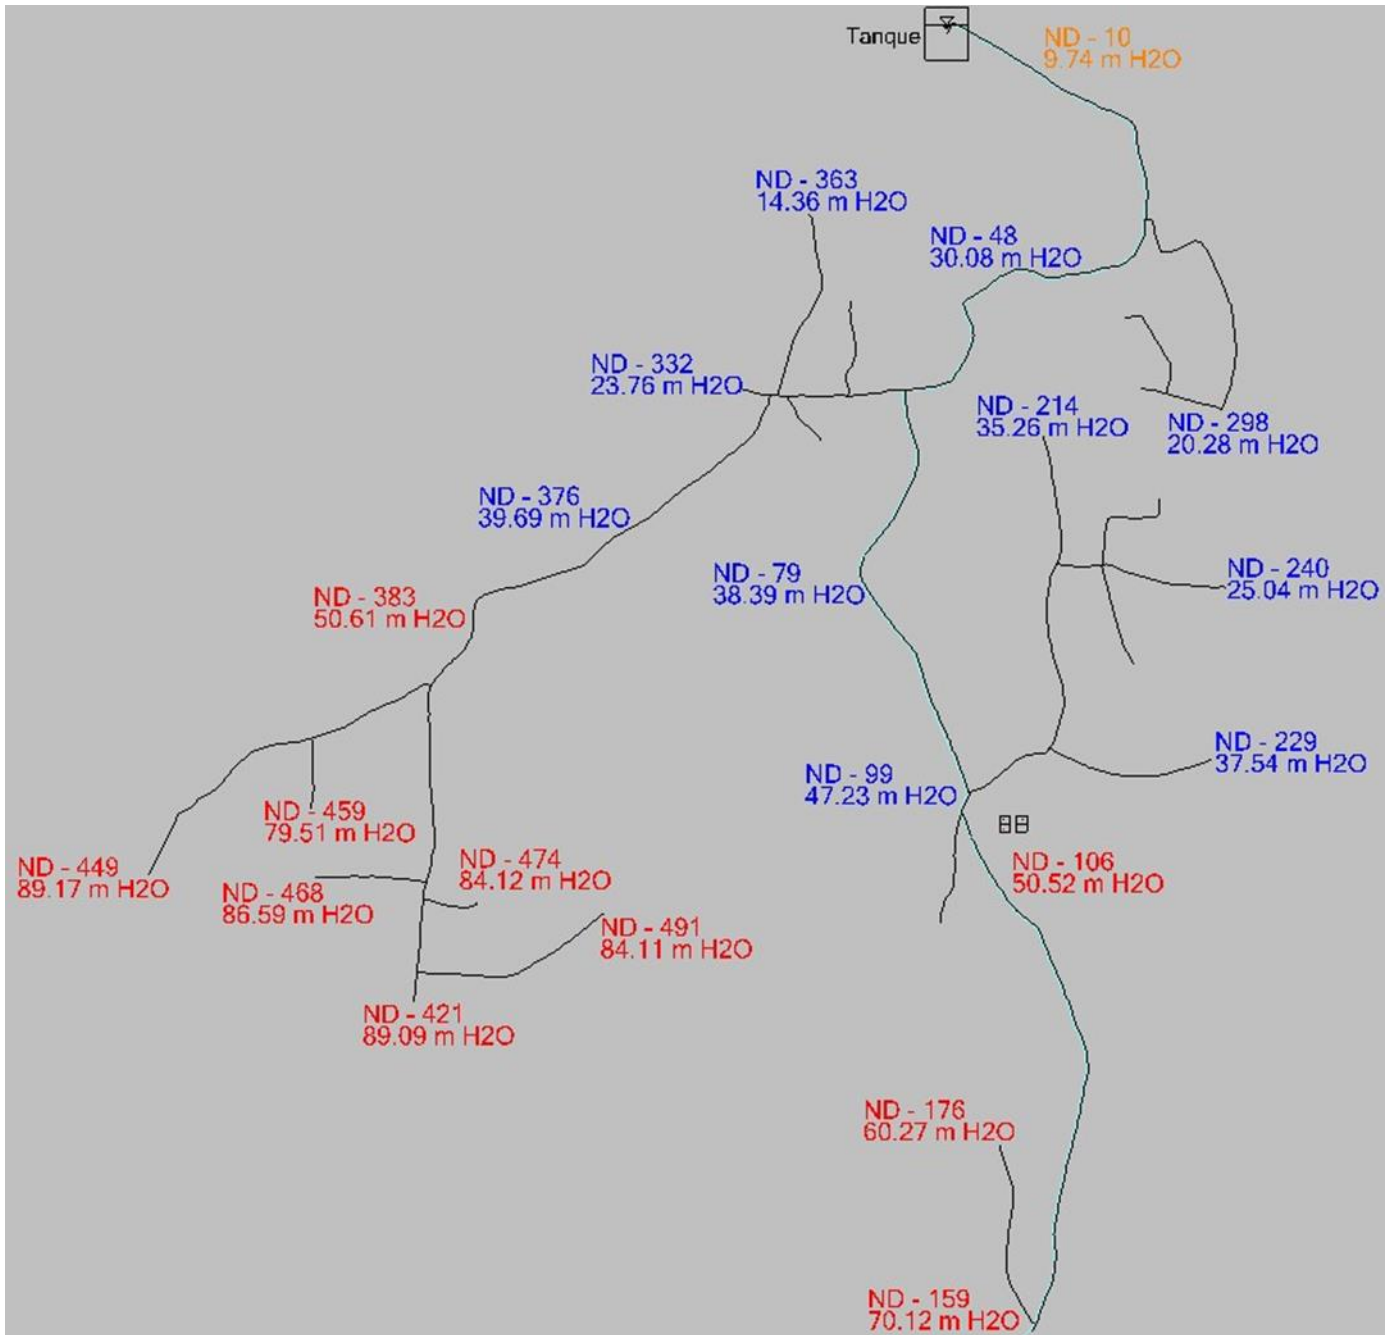 Tanque
ND - 10
9.74 m H2O
ND - 363
14.36 m H2O
ND - 48
30.08 m H2O
ND - 332
23.76 m H2O
ND - 214
35.26 m H2O
ND - 298
20.28 m H2O
ND - 376
39.69 m H2O
ND - 79
38.39 m H2O
ND - 240
25.04 m H2O
ND - 383
50.61 m H2O
ND - 229
37.54 m H2O
ND - 99
47.23 m H2O
ND - 459
79.51 m H2O
ND - 449
89.17 m H2O
ND - 468
86.59 m H2O
ND - 474
84.12 m H2O
ND - 106
50.52 m H2O
ND - 491
84.11 m H2O
ND - 421
89.09 m H2O
ND - 176
60.27 m H2O
ND - 159
70.12 m H2O